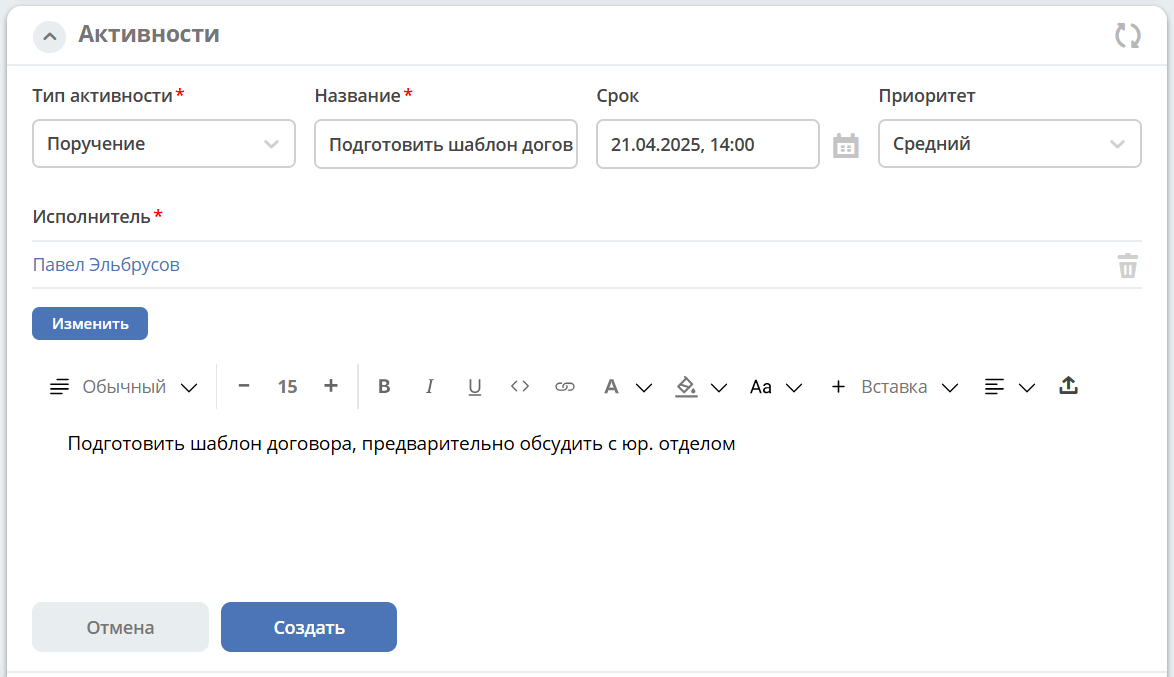 Активности
Тип активности* Название* Срок Приоритет
Поручение Подготовить шаблон догов 21.04.2025, 14:00 Средний
Исполнитель*
Павел Эльбрусов
Изменить
Обычный − 15 + B I U <> A Aa + Вставка
Подготовить шаблон договора, предварительно обсудить с юр. отделом
Отмена Создать